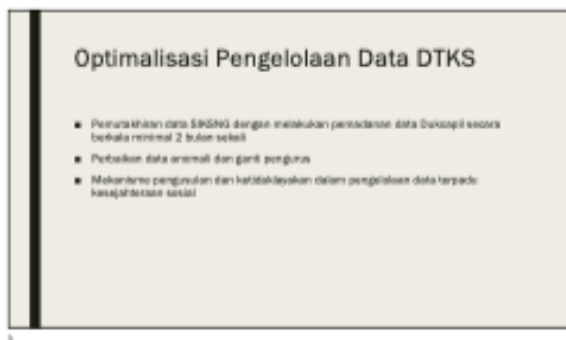 Optimalisasi Pengelolaan Data DTKS
■ Pemutakhiran data SIKSNG dengan melakukan pemadanan data Dukcapil secara
berkala minimal 2 bulan sekali
■ Perbaikan data anomali dan ganti pengurus
■ Mekanisme pengusulan dan ketidaklayakan dalam pengelolaan data terpadu
kesejahteraan sosial